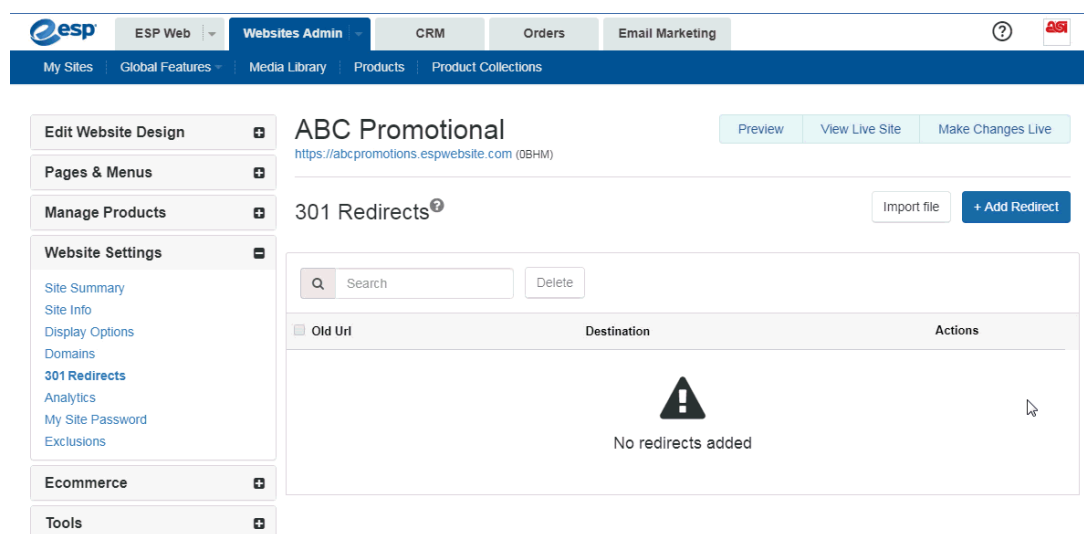 esp ESP Web Websites Admin CRM Orders Email Marketing ? asi
My Sites Global Features Media Library Products Product Collections
Edit Website Design
ABC Promotional
Preview View Live Site Make Changes Live
https://abcpromotions.espwebsite.com (0BHM)
Pages & Menus
Manage Products
301 Redirects?
Import file + Add Redirect
Website Settings
Site Summary
Site Info
Display Options
Domains
301 Redirects
Analytics
My Site Password
Exclusions
Ecommerce
Tools
Search Delete
Old Url Destination Actions
No redirects added